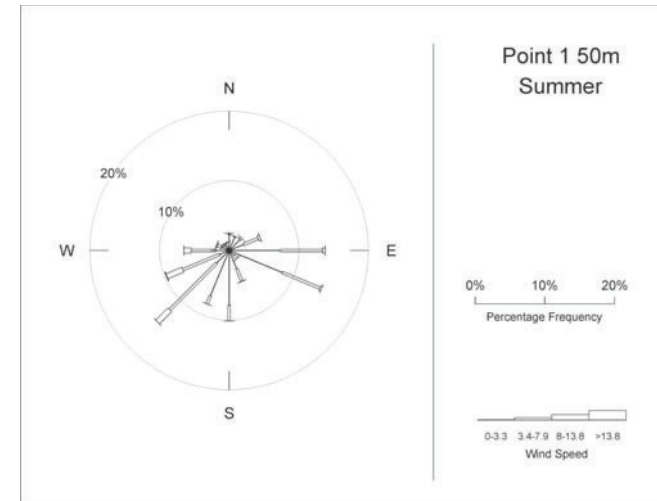 Point 1 50m
Summer
N
20%
10%
W
E
S
0% 10% 20%
Percentage Frequency
0-3.3 3.4-7.9 8-13.8 >13.8
Wind Speed